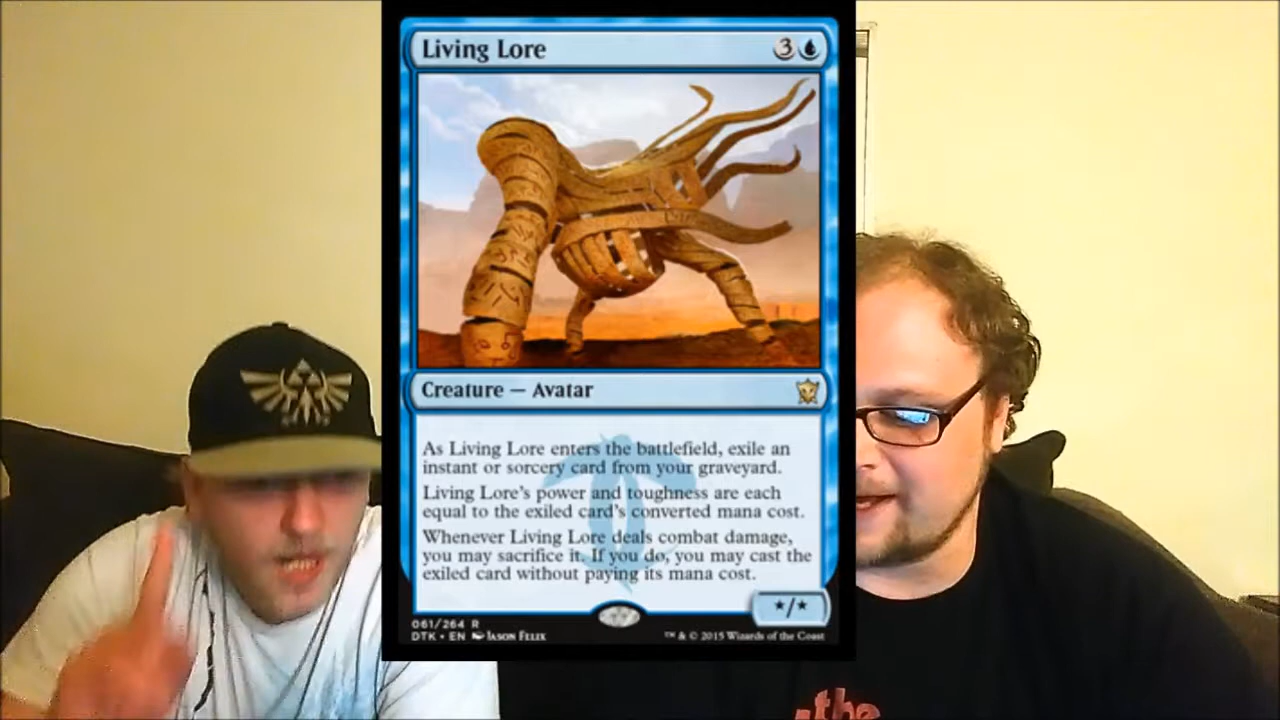 Living Lore 3
Creature — Avatar
As Living Lore enters the battlefield, exile an
instant or sorcery card from your graveyard.
Living Lore's power and toughness are each
equal to the exiled card's converted mana cost.
Whenever Living Lore deals combat damage,
you may sacrifice it. If you do, you may cast the
exiled card without paying its mana cost.
*/*
061/264 R
DTK • EN Jason Felix ™ & © 2015 Wizards of the Coast
the